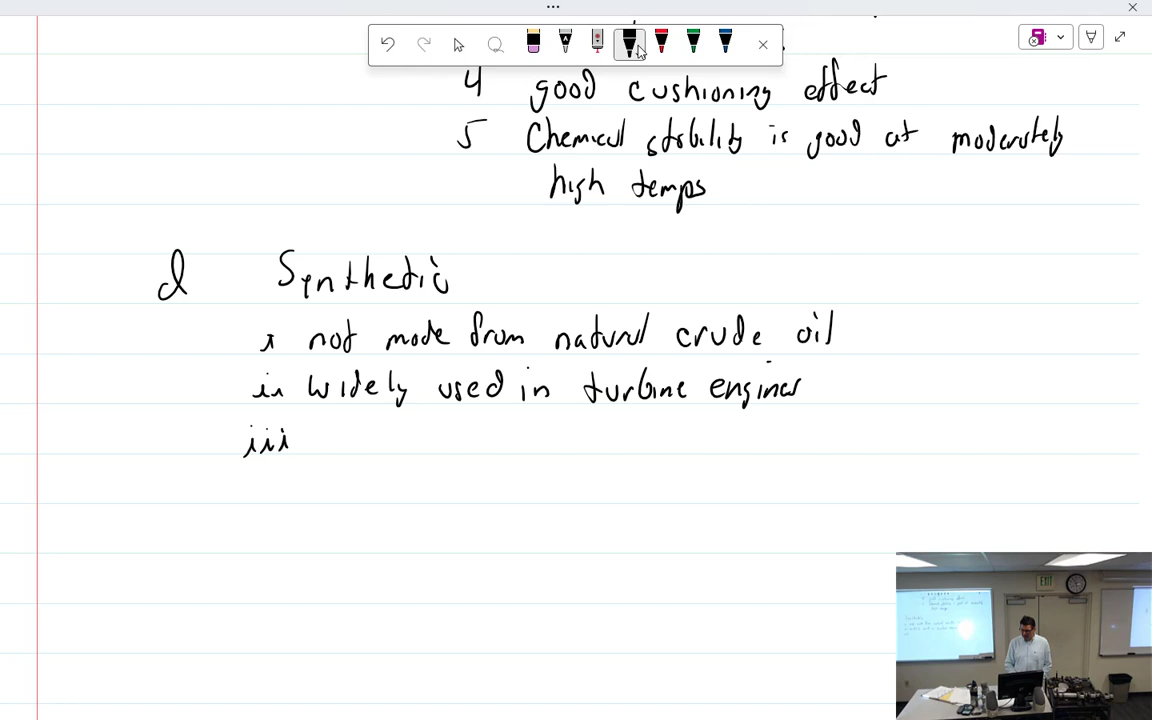 4 good cushioning effect
5 Chemical stability is good at moderately
high temps
d Synthetic
i not made from natural crude oil
ii widely used in turbine engines
iii
EXIT